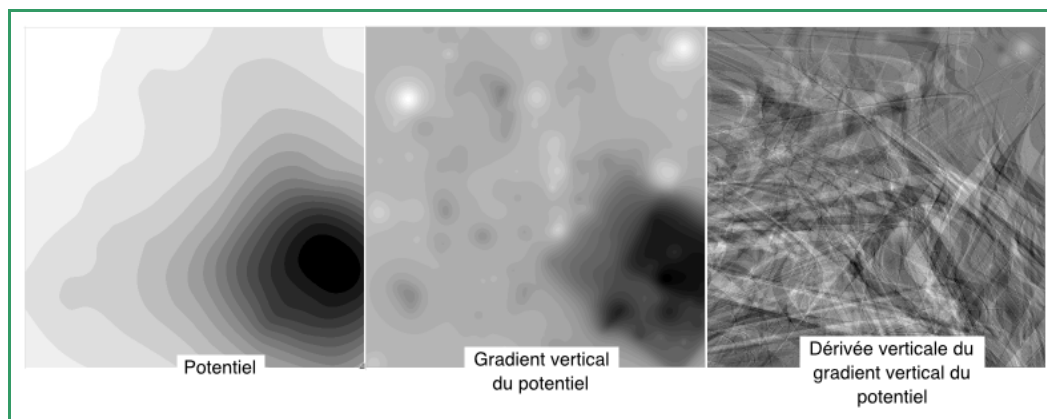 Potentiel
Gradient vertical
du potentiel
Dérivée verticale du
gradient vertical du
potentiel